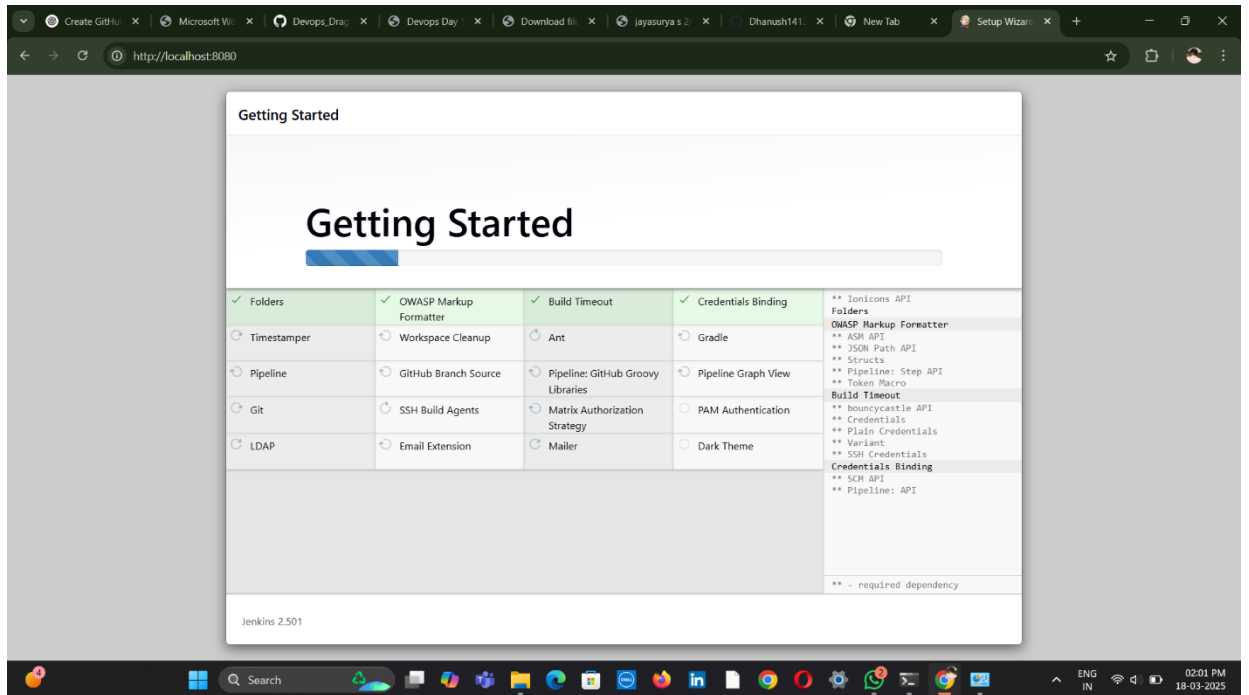 Create GitHu
Microsoft Wo
Devops_Drag
Devops Day
Download fil
jayasurya s 2
Dhanush141
New Tab
Setup Wizard
http://localhost:8080
Getting Started
Getting Started
Folders
OWASP Markup
Formatter
Build Timeout
Credentials Binding
Timestamper
Workspace Cleanup
Ant
Gradle
Pipeline
GitHub Branch Source
Pipeline: GitHub Groovy
Libraries
Pipeline Graph View
Git
SSH Build Agents
Matrix Authorization
Strategy
PAM Authentication
LDAP
Email Extension
Mailer
Dark Theme
** Ionicons API
Folders
OWASP Markup Formatter
** ASM API
** JSON Path API
** Structs
** Pipeline: Step API
** Token Macro
Build Timeout
** bouncycastle API
** Credentials
** Plain Credentials
** Variant
** SSH Credentials
Credentials Binding
** SCM API
** Pipeline: API
** - required dependency
Jenkins 2.501
4
Search
ENG
IN
02:01 PM
18-03-2025